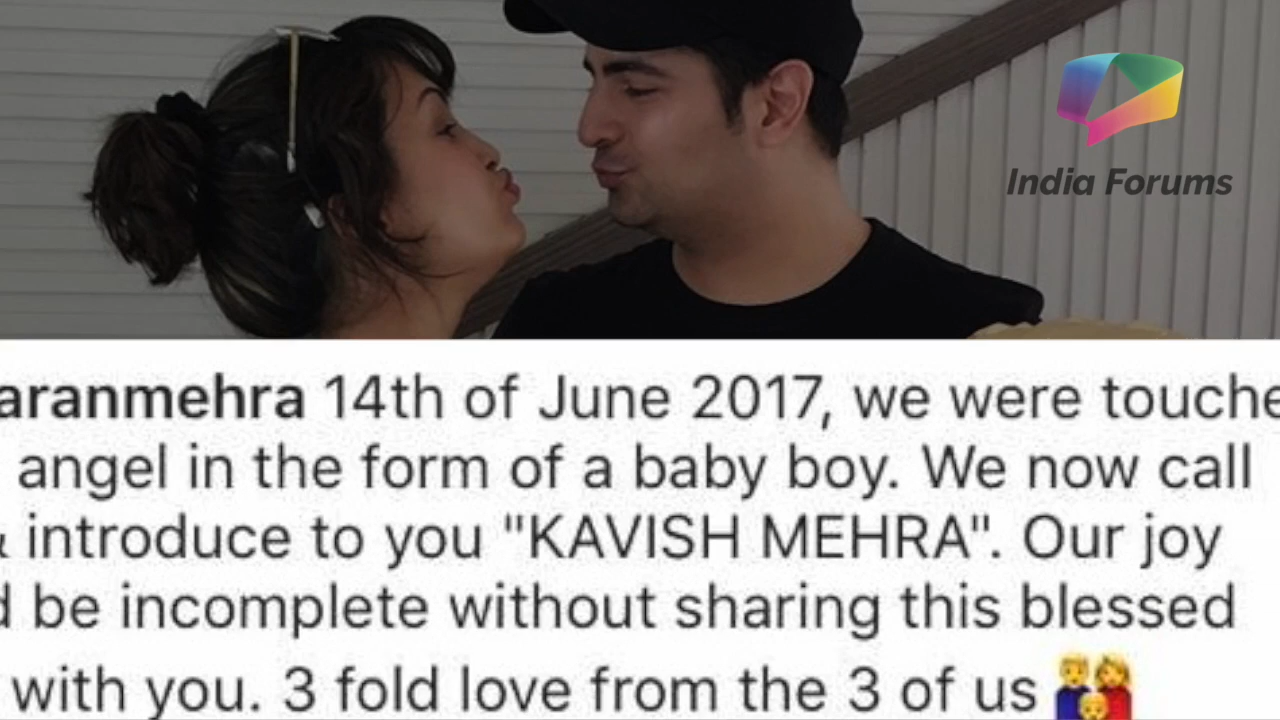 India Forums
aranmehra 14th of June 2017, we were touche
angel in the form of a baby boy. We now call
& introduce to you "KAVISH MEHRA". Our joy
d be incomplete without sharing this blessed
with you. 3 fold love from the 3 of us